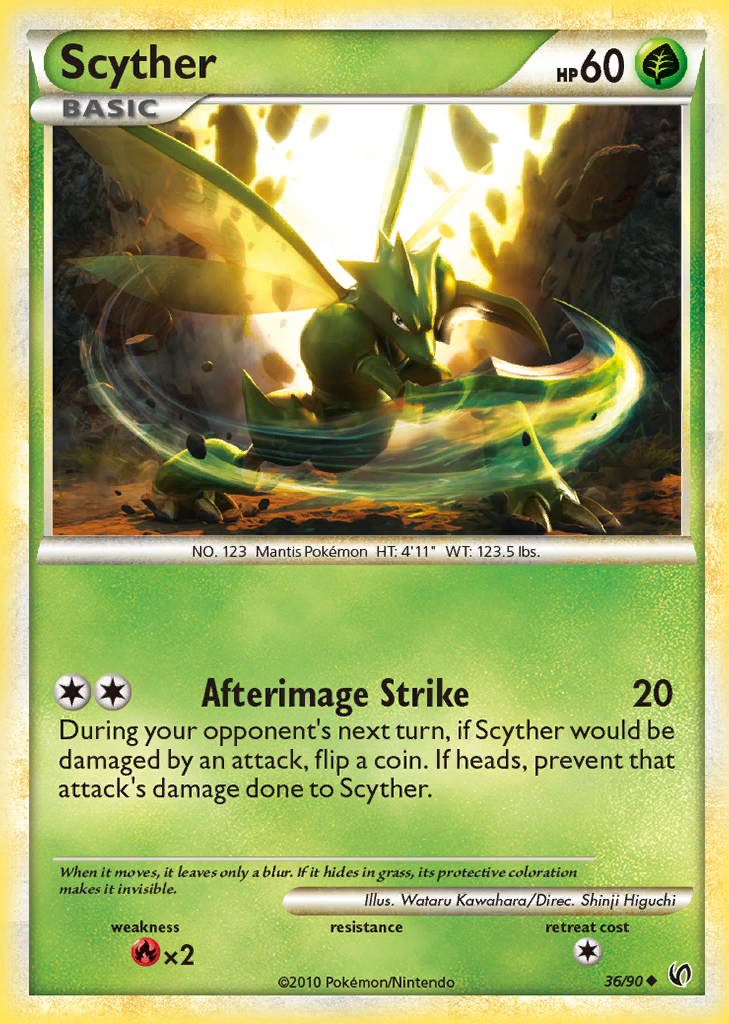 Scyther
HP60
BASIC
NO. 123 Mantis Pokémon HT: 4'11" WT: 123.5 lbs.
Afterimage Strike 20
During your opponent's next turn, if Scyther would be
damaged by an attack, flip a coin. If heads, prevent that
attack's damage done to Scyther.
When it moves, it leaves only a blur. If it hides in grass, its protective coloration
makes it invisible.
Illus. Wataru Kawahara/Direc. Shinji Higuchi
weakness resistance retreat cost
×2
©2010 Pokémon/Nintendo 36/90